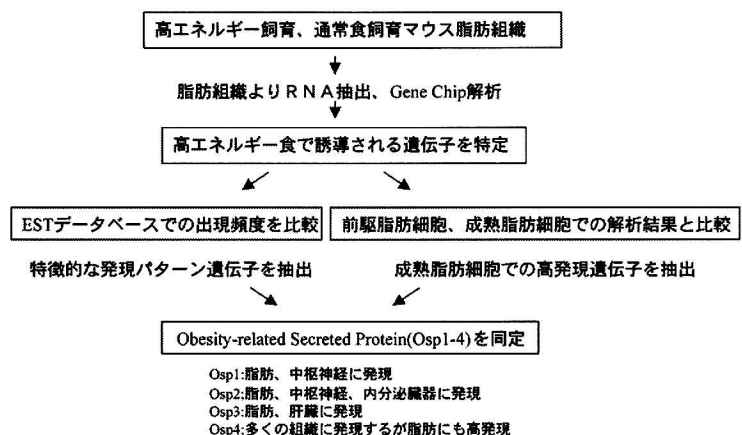 高エネルギー飼育、通常食飼育マウス脂肪組織
脂肪組織よりＲＮＡ抽出、Gene Chip解析
高エネルギー食で誘導される遺伝子を特定
ESTデータベースでの出現頻度を比較
前駆脂肪細胞、成熟脂肪細胞での解析結果と比較
特徴的な発現パターン遺伝子を抽出
成熟脂肪細胞での高発現遺伝子を抽出
Obesity-related Secreted Protein(Osp1-4)を同定
Osp1:脂肪、中枢神経に発現
Osp2;脂肪、中枢神経、内分泌臓器に発現
Osp3:脂肪、肝臓に発現
Osp4;多くの組織に発現するが脂肪にも高発現